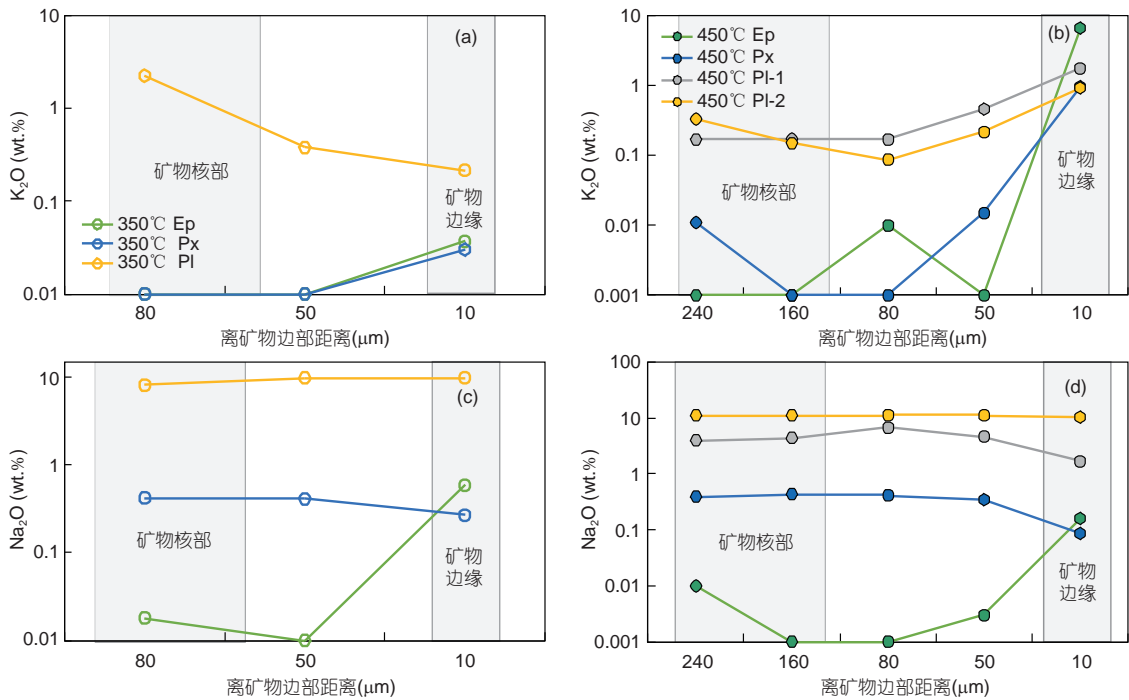 10
(a)
1
K₂O (wt.%)
矿物核部
0.1
矿物
边缘
350℃ Ep
350℃ Px
350℃ Pl
0.01
80
50
10
离矿物边部距离(μm)
10
(b)
450℃ Ep
450℃ Px
450℃ Pl-1
450℃ Pl-2
1
0.1
K₂O (wt.%)
矿物核部
矿物
边缘
0.01
0.001
240
160
80
50
10
离矿物边部距离(μm)
10
(c)
1
Na₂O (wt.%)
0.1
矿物核部
矿物
边缘
0.01
80
50
10
离矿物边部距离(μm)
100
(d)
10
1
Na₂O (wt.%)
0.1
矿物核部
矿物
边缘
0.01
0.001
240
160
80
50
10
离矿物边部距离(μm)